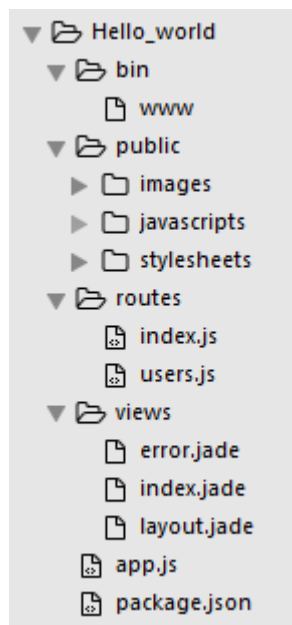 Hello_world
bin
www
public
images
javascripts
stylesheets
routes
index.js
users.js
views
error.jade
index.jade
layout.jade
app.js
package.json